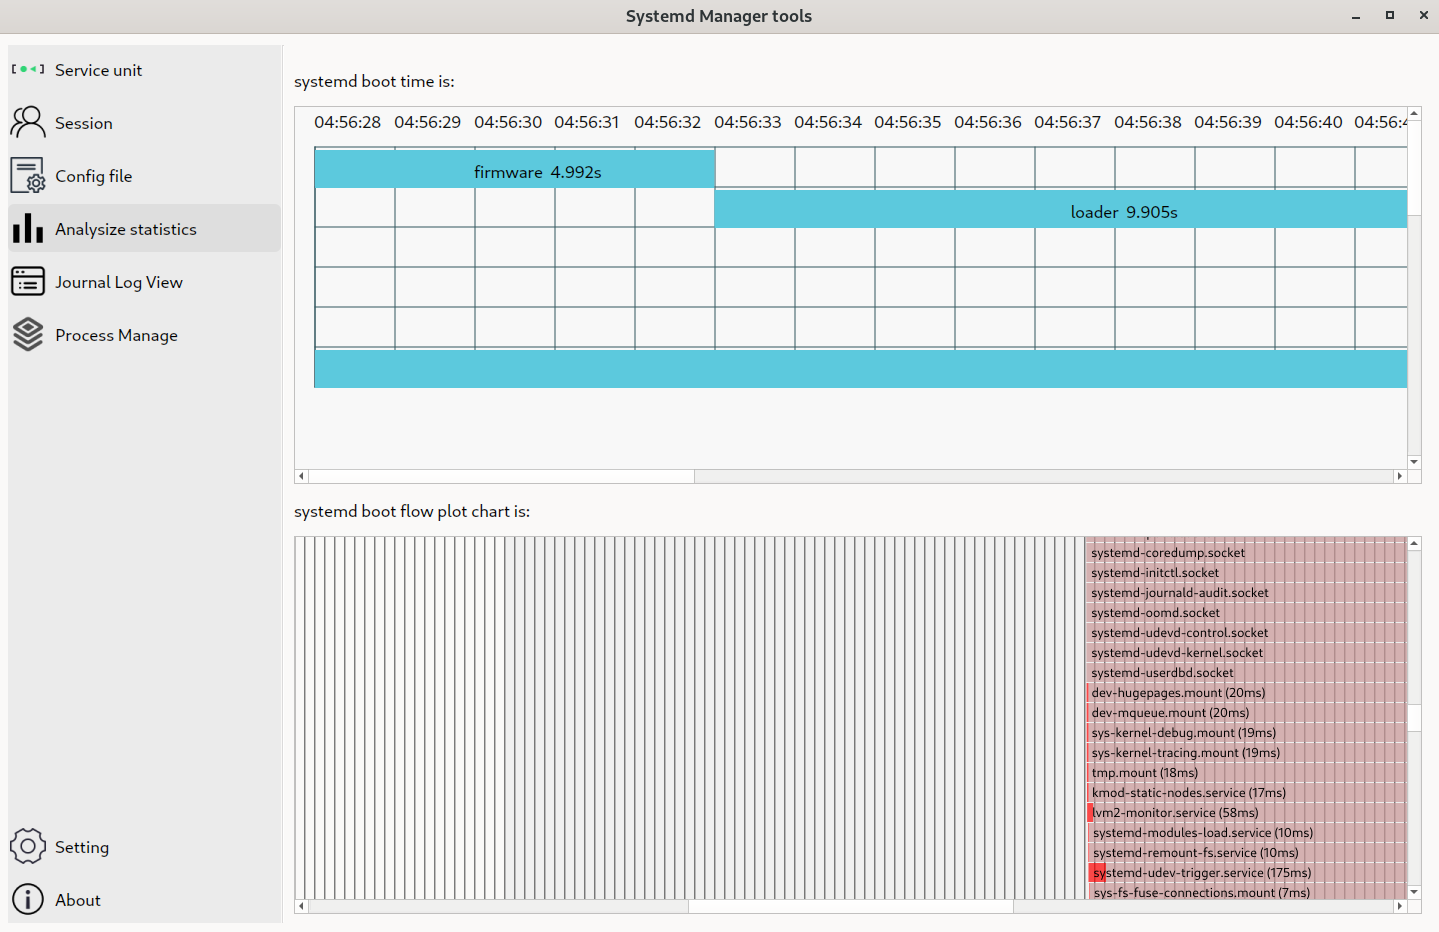 Systemd Manager tools
Service unit
Session
Config file
Analysize statistics
Journal Log View
Process Manage
Setting
About
systemd boot time is:
04:56:28 04:56:29 04:56:30 04:56:31 04:56:32 04:56:33 04:56:34 04:56:35 04:56:36 04:56:37 04:56:38 04:56:39 04:56:40 04:56:4
firmware 4.992s
loader 9.905s
systemd boot flow plot chart is:
systemd-coredump.socket
systemd-initctl.socket
systemd-journald-audit.socket
systemd-oomd.socket
systemd-udevd-control.socket
systemd-udevd-kernel.socket
systemd-userdbd.socket
dev-hugepages.mount (20ms)
dev-mqueue.mount (20ms)
sys-kernel-debug.mount (19ms)
sys-kernel-tracing.mount (19ms)
tmp.mount (18ms)
kmod-static-nodes.service (17ms)
lvm2-monitor.service (58ms)
systemd-modules-load.service (10ms)
systemd-remount-fs.service (10ms)
systemd-udev-trigger.service (175ms)
sys-fs-fuse-connections.mount (7ms)